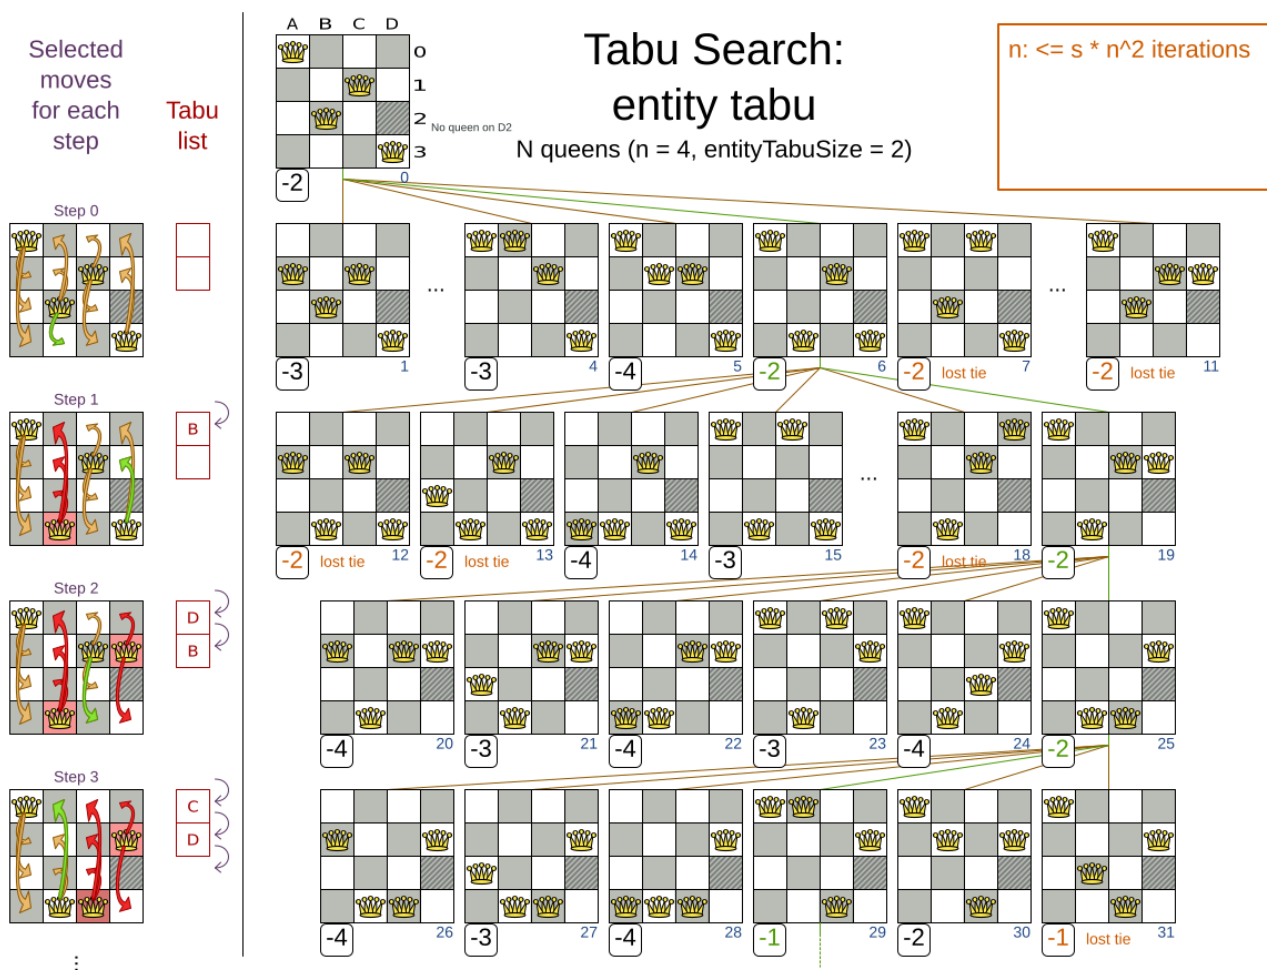 Selected
moves
for each
step
Tabu
list
A B C D
0
1
2
3
No queen on D2
-2
0
Tabu Search:
entity tabu
N queens (n = 4, entityTabuSize = 2)
n: <= s * n^2 iterations
Step 0
...
...
-3 1
-3 4
-4 5
-2 6
-2 lost tie 7
-2 lost tie 11
Step 1
B
...
-2 lost tie 12
-2 lost tie 13
-4 14
-3 15
-2 lost tie 18
-2 19
Step 2
D
B
-4 20
-3 21
-4 22
-3 23
-4 24
-2 25
Step 3
C
D
-4 26
-3 27
-4 28
-1 29
-2 30
-1 lost tie 31
...